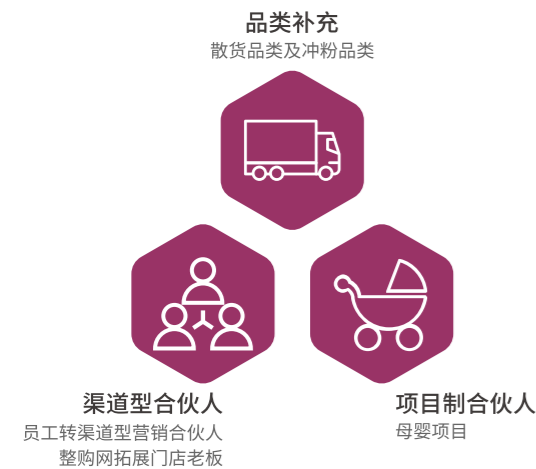 品类补充
散货品类及冲粉品类
渠道型合伙人
员工转渠道型营销合伙人
整购网拓展门店老板
项目制合伙人
母婴项目